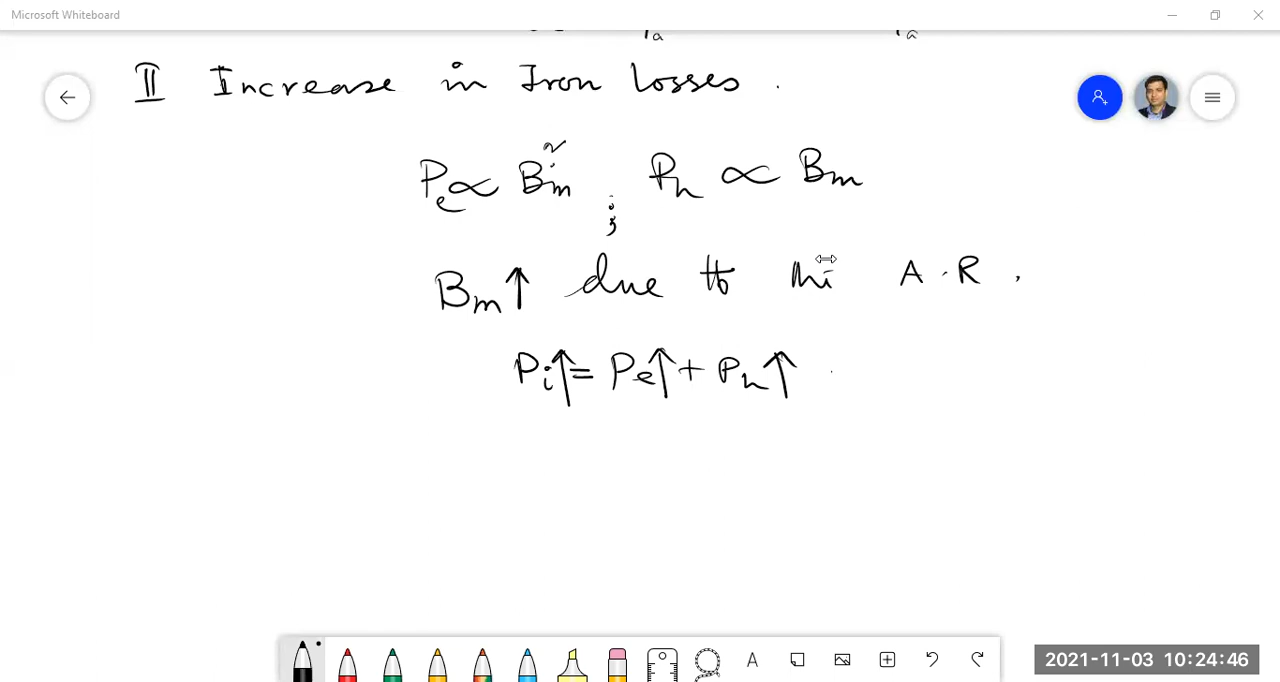 Microsoft Whiteboard
II Increase in Iron losses.
Pe ∝ Bm² ; Ph ∝ Bm
Bm↑ due to the A.R,
Pi↑ = Pe↑ + Ph↑ .
A
2021-11-03 10:24:46